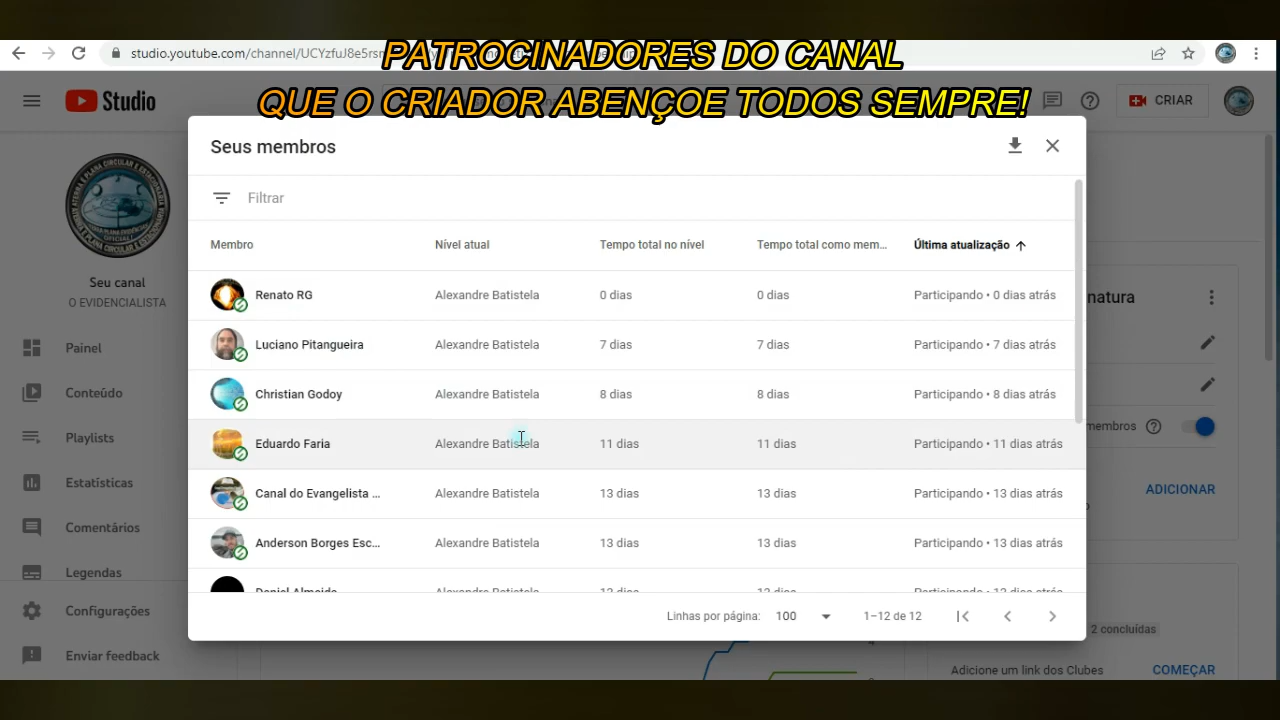 studio.youtube.com/channel/UCYzfuJ8e5rsr
PATROCINADORES DO CANAL
QUE O CRIADOR ABENÇOE TODOS SEMPRE!
Studio
CRIAR
Seu canal
O EVIDENCIALISTA
Painel
Conteúdo
Playlists
Estatísticas
Comentários
Legendas
Configurações
Enviar feedback
Seus membros
Filtrar
Membro Nível atual Tempo total no nível Tempo total como mem... Última atualização
Renato RG Alexandre Batistela 0 dias 0 dias Participando • 0 dias atrás
Luciano Pitangueira Alexandre Batistela 7 dias 7 dias Participando • 7 dias atrás
Christian Godoy Alexandre Batistela 8 dias 8 dias Participando • 8 dias atrás
Eduardo Faria Alexandre Batistela 11 dias 11 dias Participando • 11 dias atrás
Canal do Evangelista ... Alexandre Batistela 13 dias 13 dias Participando • 13 dias atrás
Anderson Borges Esc... Alexandre Batistela 13 dias 13 dias Participando • 13 dias atrás
Daniel Almeida Alexandre Batistela
Linhas por página: 100 1–12 de 12
natura
membros
ADICIONAR
2 concluídas
Adicione um link dos Clubes COMEÇAR